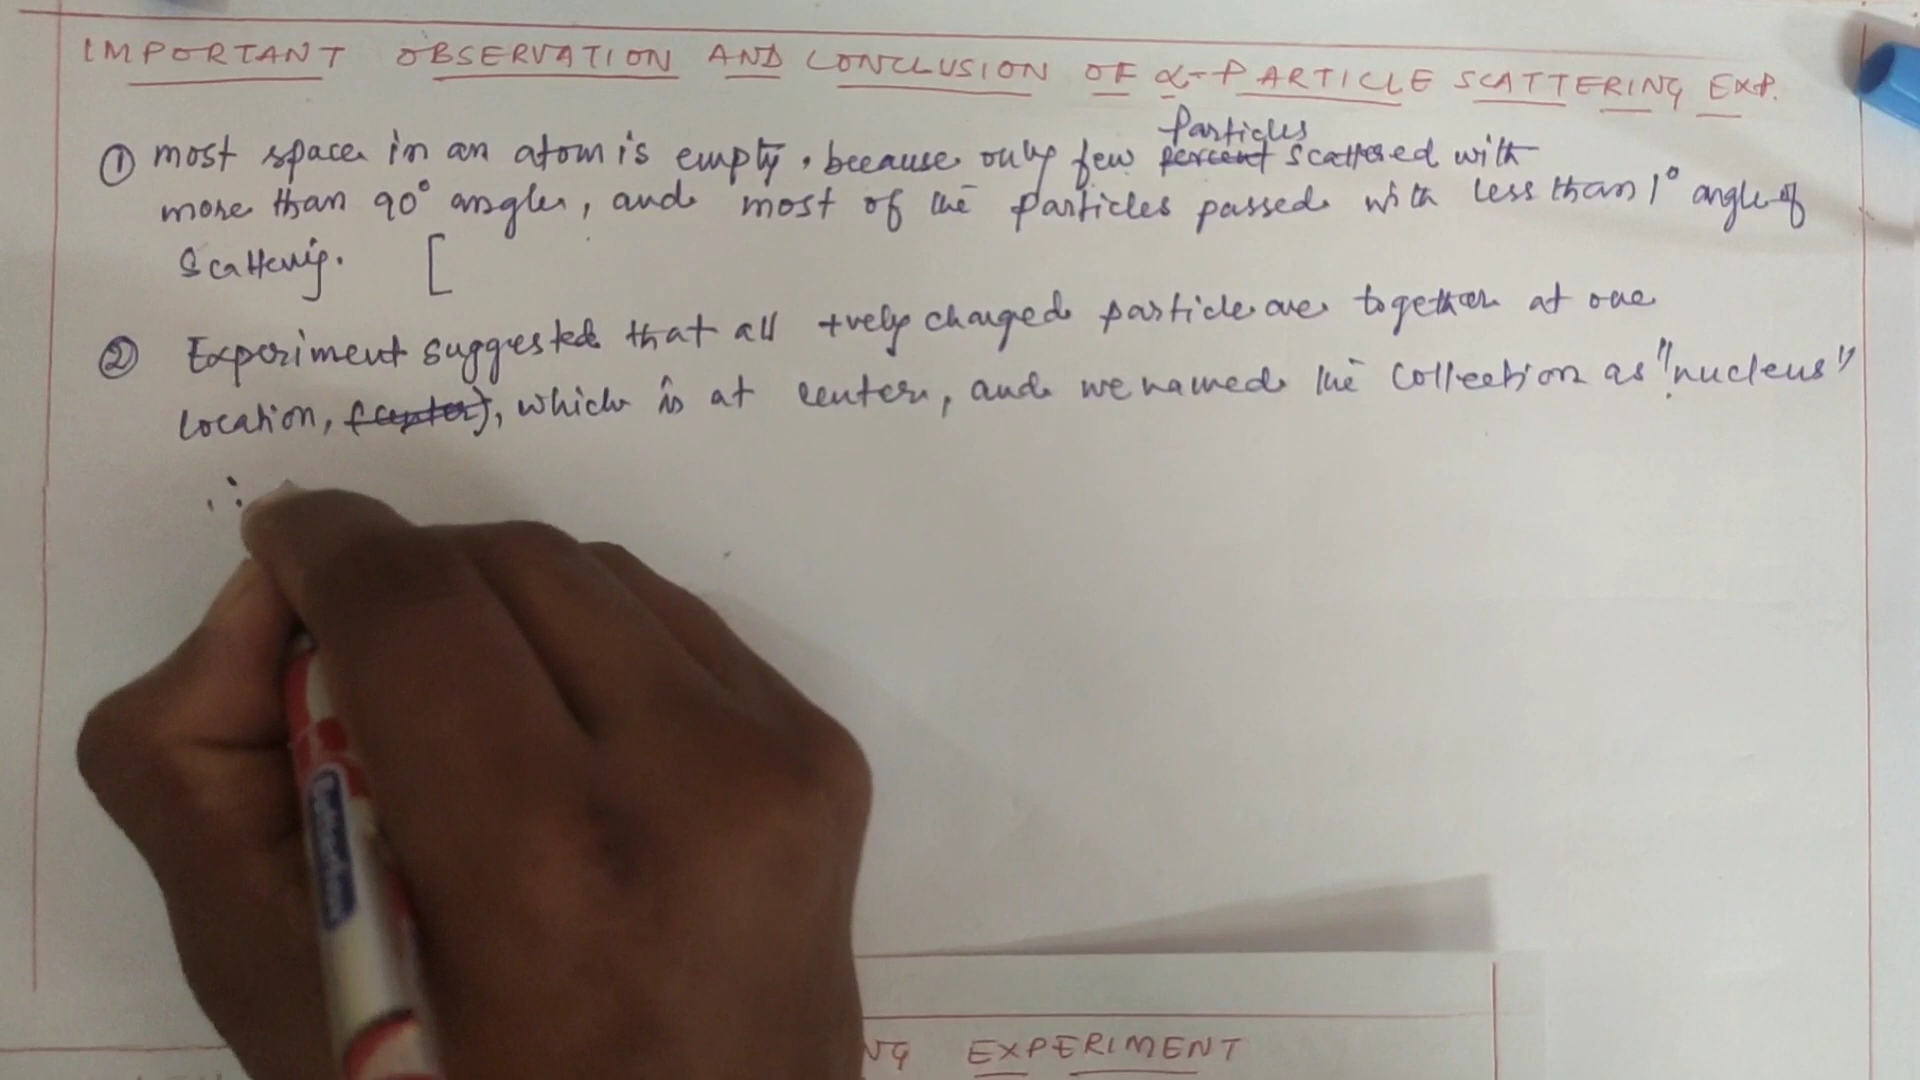 IMPORTANT OBSERVATION AND CONCLUSION OF α-PARTICLE SCATTERING EXP.
particles
① most space in an atom is empty, because only few percent scattered with
more than 90° angles, and most of the particles passed with less than 1° angle of
scattering. [
② Experiment suggested that all +vely charged particle are together at one
location, (center), which is at center, and we named the collection as "nucleus"
∴
EXPERIMENT